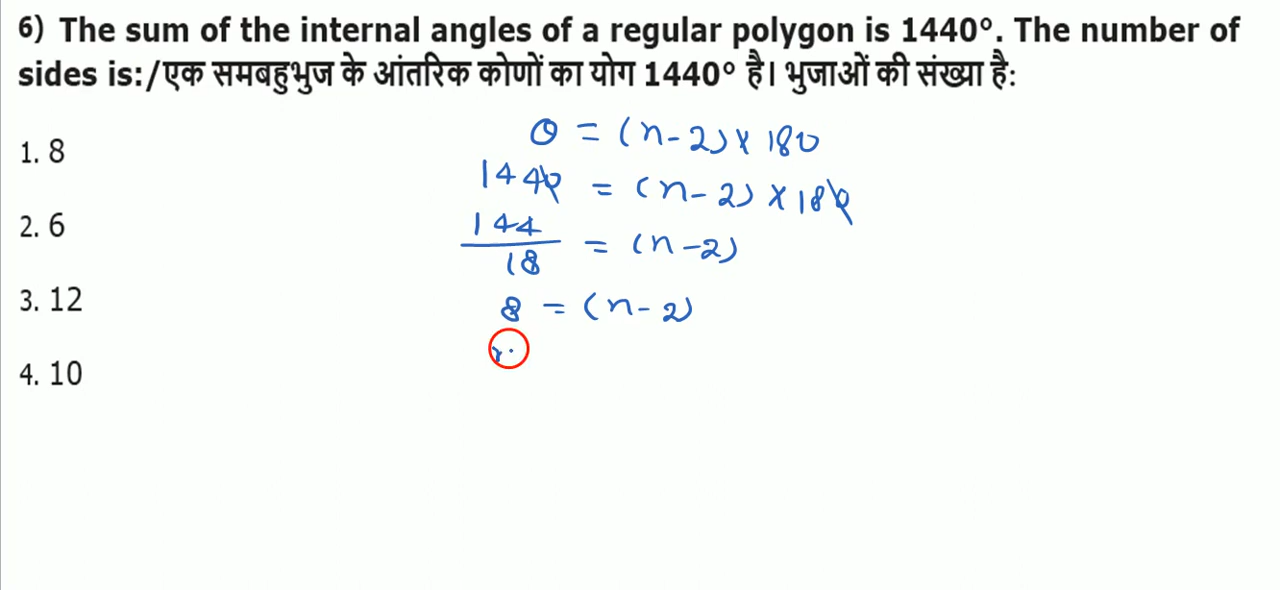 6) The sum of the internal angles of a regular polygon is 1440°. The number of
sides is:/एक समबहुभुज के आंतरिक कोणों का योग 1440° है। भुजाओं की संख्या है:
1. 8
2. 6
3. 12
4. 10
θ = (n-2) × 180
1440 = (n-2) × 180
144/18 = (n-2)
8 = (n-2)